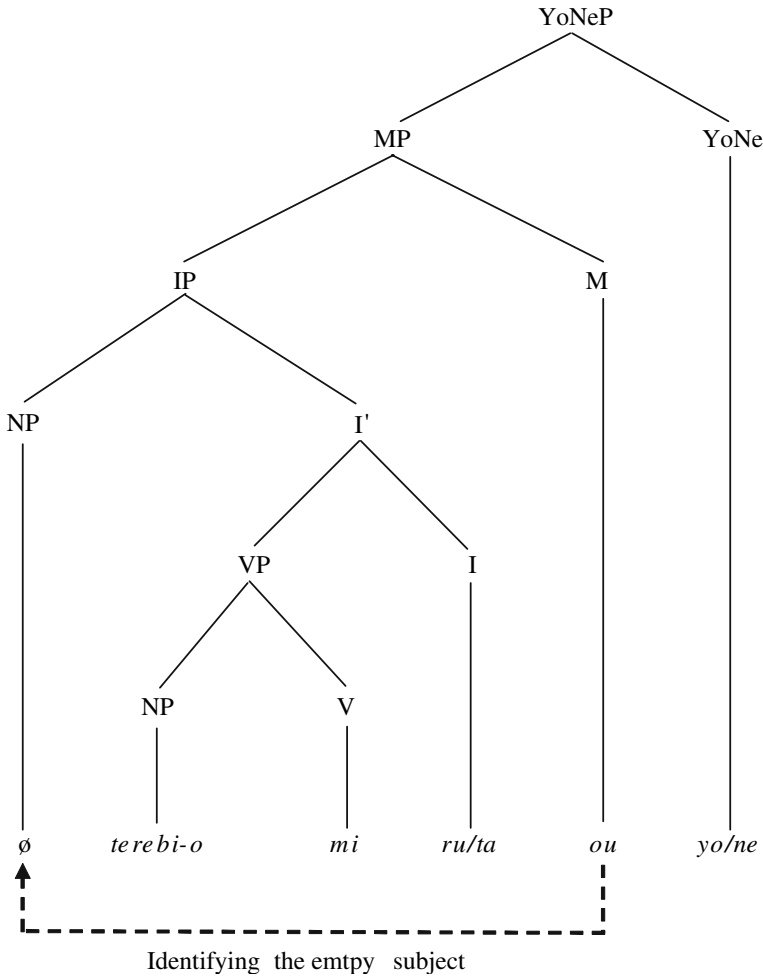 YoNeP
MP YoNe
IP M
NP I'
VP I
NP V
ø terebi-o mi ru/ta ou yo/ne
Identifying the emtpy subject